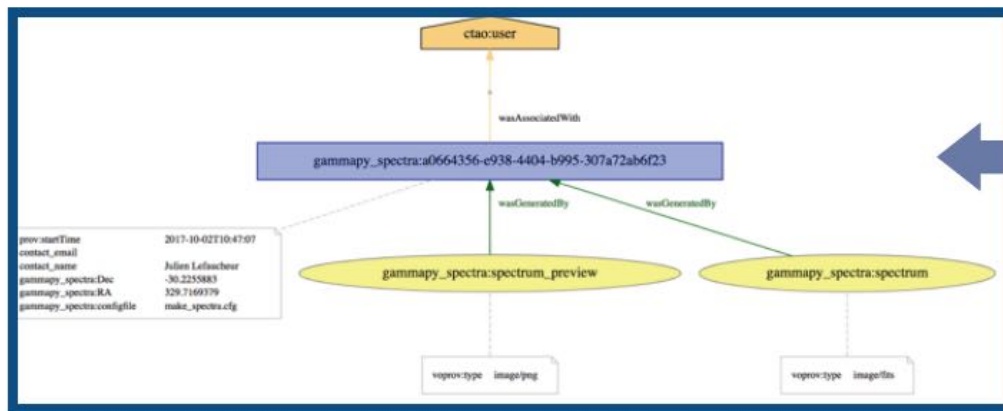 ctao:user
wasAssociatedWith
gammapy_spectra:a0664356-e938-4404-b995-307a72ab6f23
wasGeneratedBy
wasGeneratedBy
prov:startTime 2017-10-02T10:47:07
contact_email
contact_name Julien Lefaucheur
gammapy_spectra:Dec -30.2255883
gammapy_spectra:RA 329.7169379
gammapy_spectra:configfile make_spectra.cfg
gammapy_spectra:spectrum_preview
gammapy_spectra:spectrum
voprov:type image/png
voprov:type image/fits